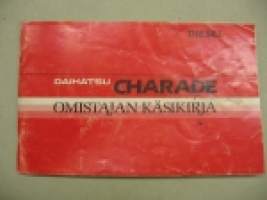 DIESEL
DAIHATSU CHARADE
OMISTAJAN KÄSIKIRJA